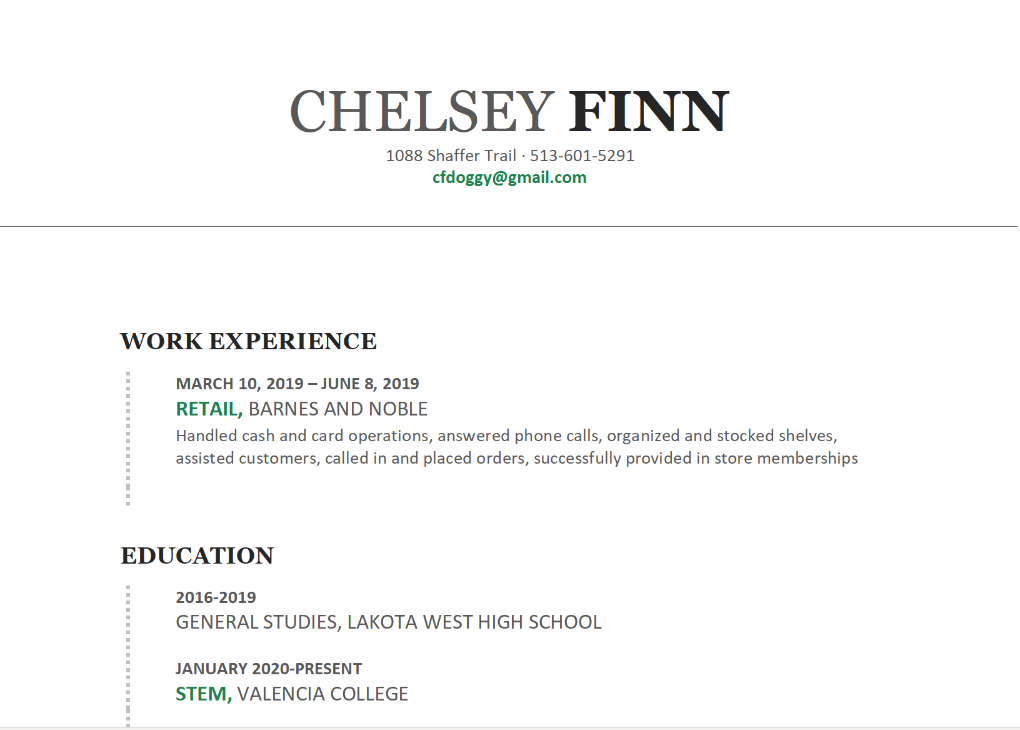 CHELSEY FINN
1088 Shaffer Trail · 513-601-5291
cfdoggy@gmail.com
WORK EXPERIENCE
MARCH 10, 2019 – JUNE 8, 2019
RETAIL, BARNES AND NOBLE
Handled cash and card operations, answered phone calls, organized and stocked shelves,
assisted customers, called in and placed orders, successfully provided in store memberships
EDUCATION
2016-2019
GENERAL STUDIES, LAKOTA WEST HIGH SCHOOL
JANUARY 2020-PRESENT
STEM, VALENCIA COLLEGE